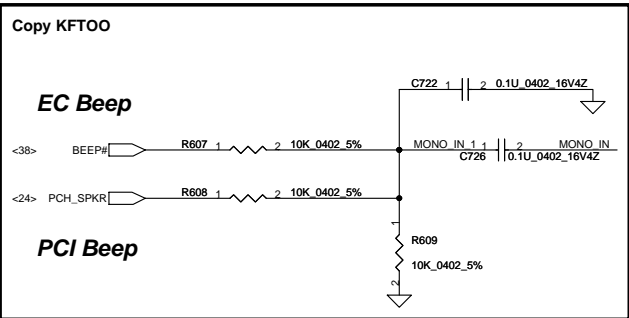 Copy KFTOO
C722 1 2 0.1U_0402_16V4Z
EC Beep
<38> BEEP# R607 1 2 10K_0402_5% MONO_IN_1 1 2 MONO_IN
C726 0.1U_0402_16V4Z
<24> PCH_SPKR R608 1 2 10K_0402_5%
1
PCI Beep
R609
10K_0402_5%
2